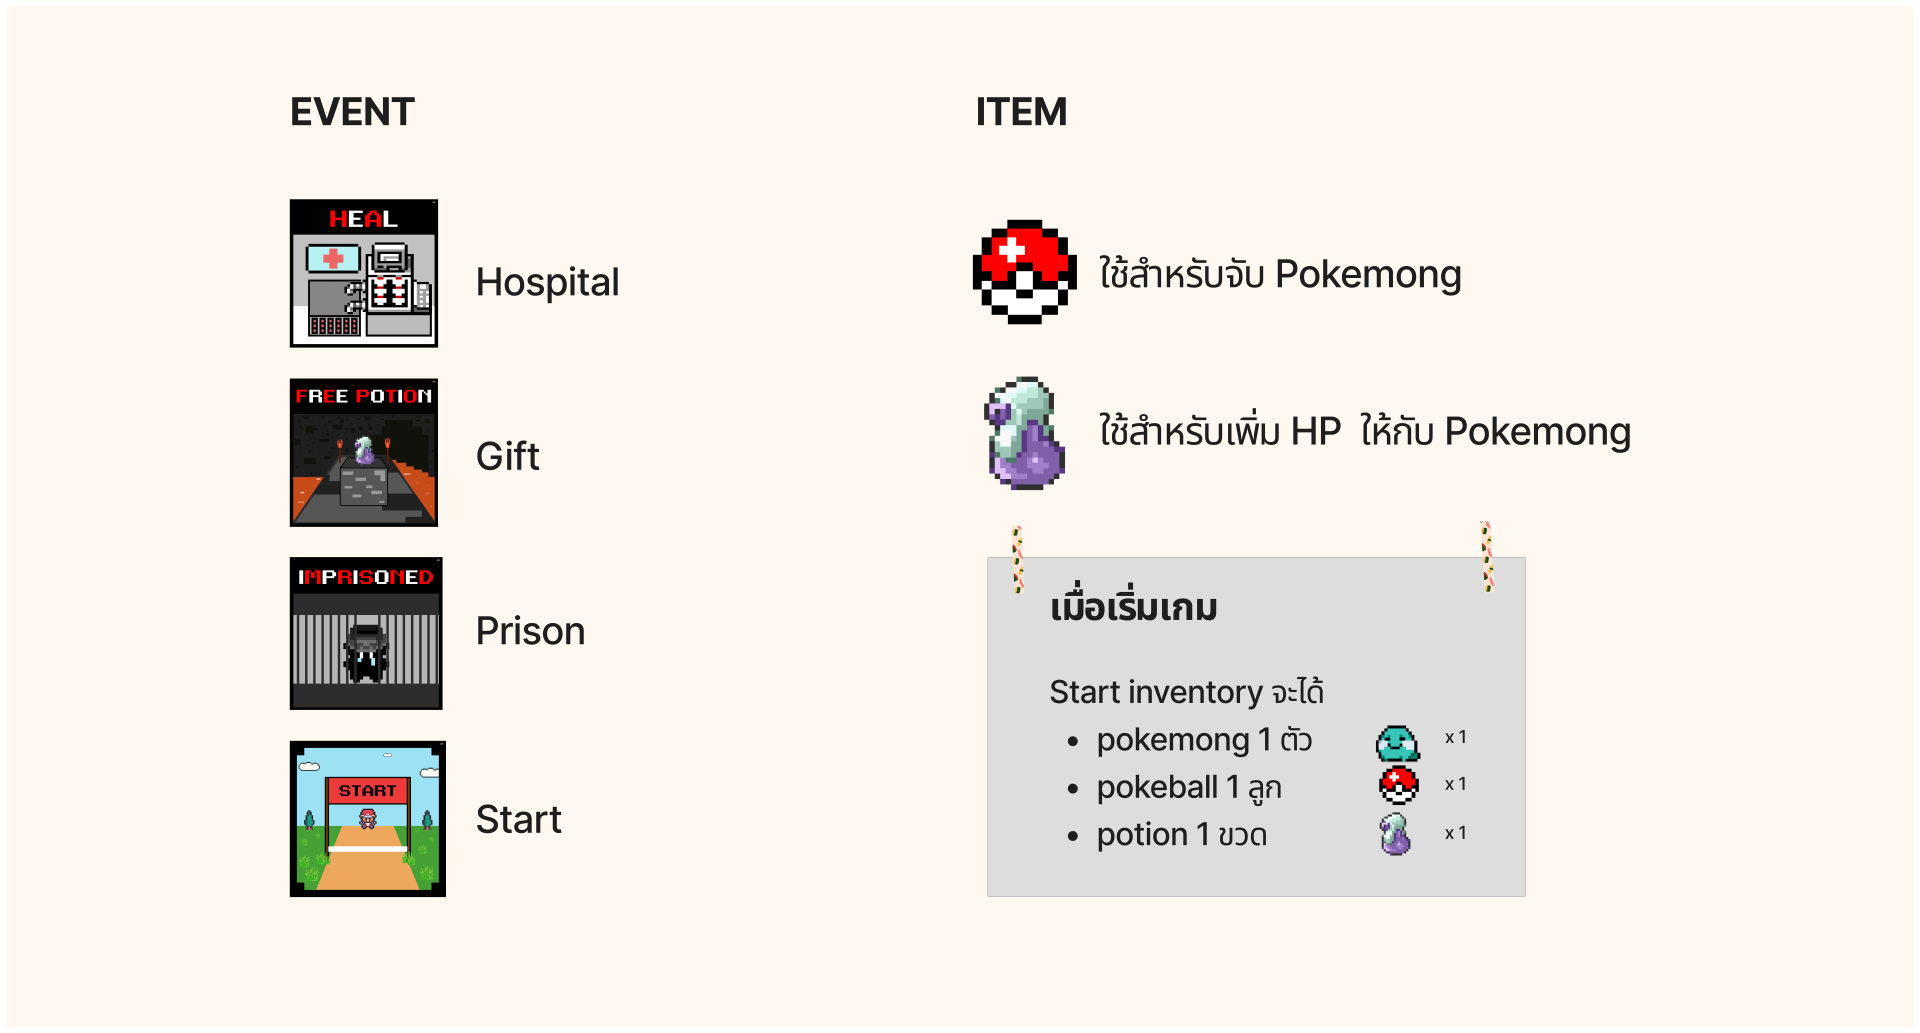 EVENT
HEAL
Hospital
FREE POTION
Gift
IMPRISONED
Prison
START
Start
ITEM
ใช้สำหรับจับ Pokemong
ใช้สำหรับเพิ่ม HP ให้กับ Pokemong
เมื่อเริ่มเกม
Start inventory จะได้
• pokemong 1 ตัว x 1
• pokeball 1 ลูก x 1
• potion 1 ขวด x 1